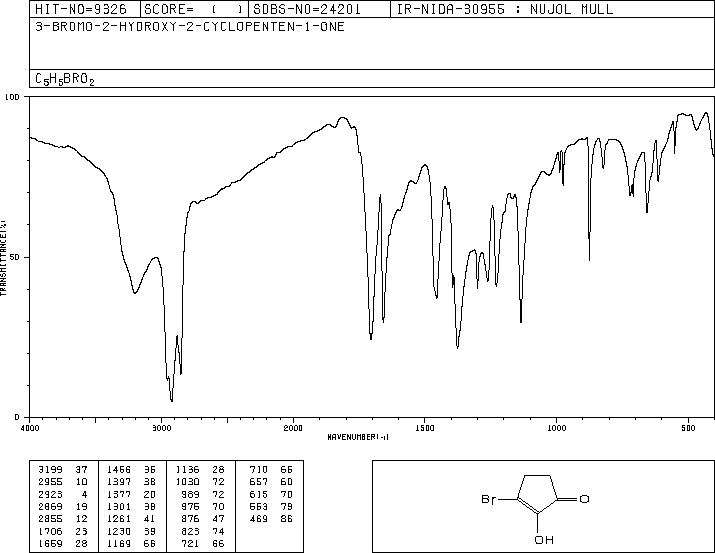 HIT-NO=9326 SCORE= ( ) SDBS-NO=24201 IR-NIDA-30955 : NUJOL MULL
3-BROMO-2-HYDROXY-2-CYCLOPENTEN-1-ONE
C5H5BRO2
100
50
0
TRANSMITTANCE(%)
4000 3000 2000 1500 1000 500
WAVENUMBER(-1)
3199 37 1456 36 1136 28 710 66
2955 10 1397 38 1030 72 657 60
2923 4 1377 20 989 72 615 70
2869 19 1301 38 975 70 553 79
2855 12 1261 41 876 47 469 86
1706 23 1230 39 823 74
1659 28 1169 66 721 66
Br
O
OH